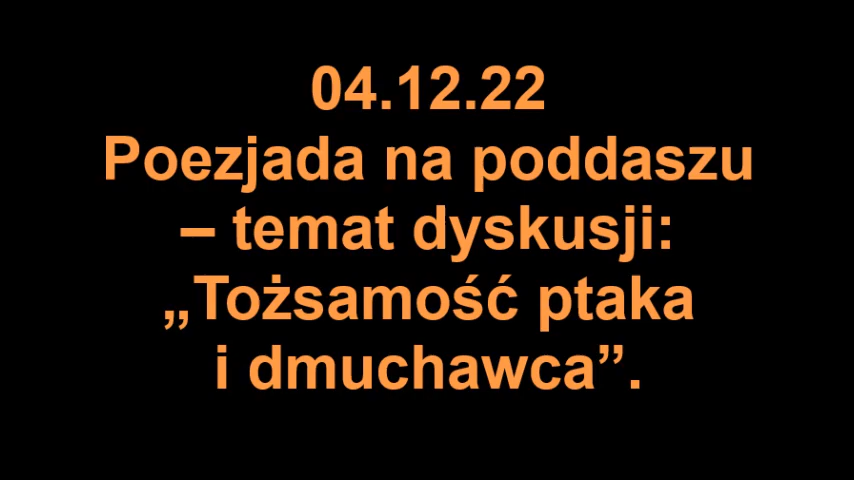 04.12.22
Poezjada na poddaszu
– temat dyskusji:
„Tożsamość ptaka
i dmuchawca”.